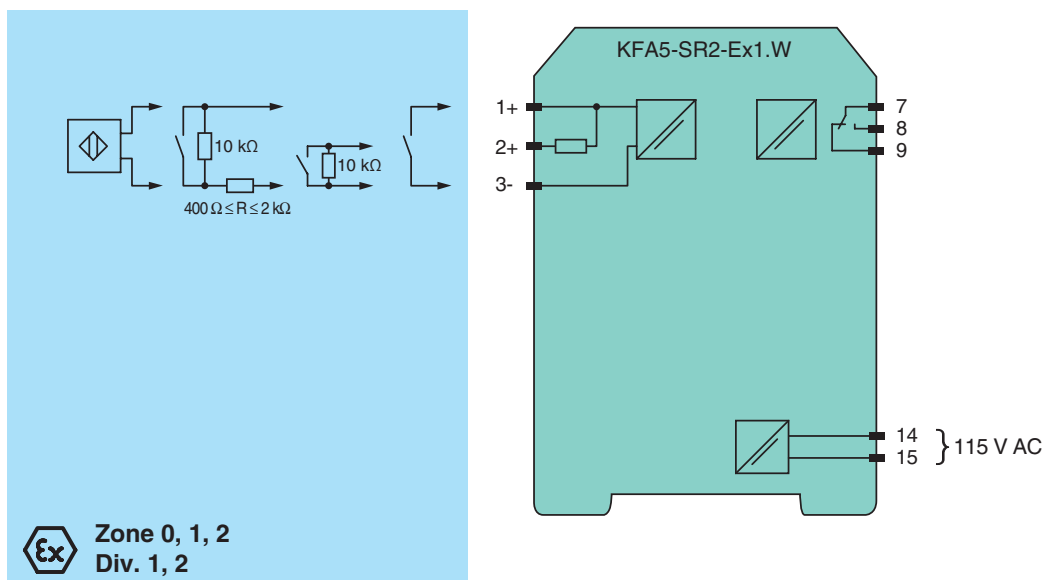 KFA5-SR2-Ex1.W
10 kΩ
400 Ω ≤ R ≤ 2 kΩ
10 kΩ
1+
2+
3-
7
8
9
14
15
115 V AC
Ex
Zone 0, 1, 2
Div. 1, 2